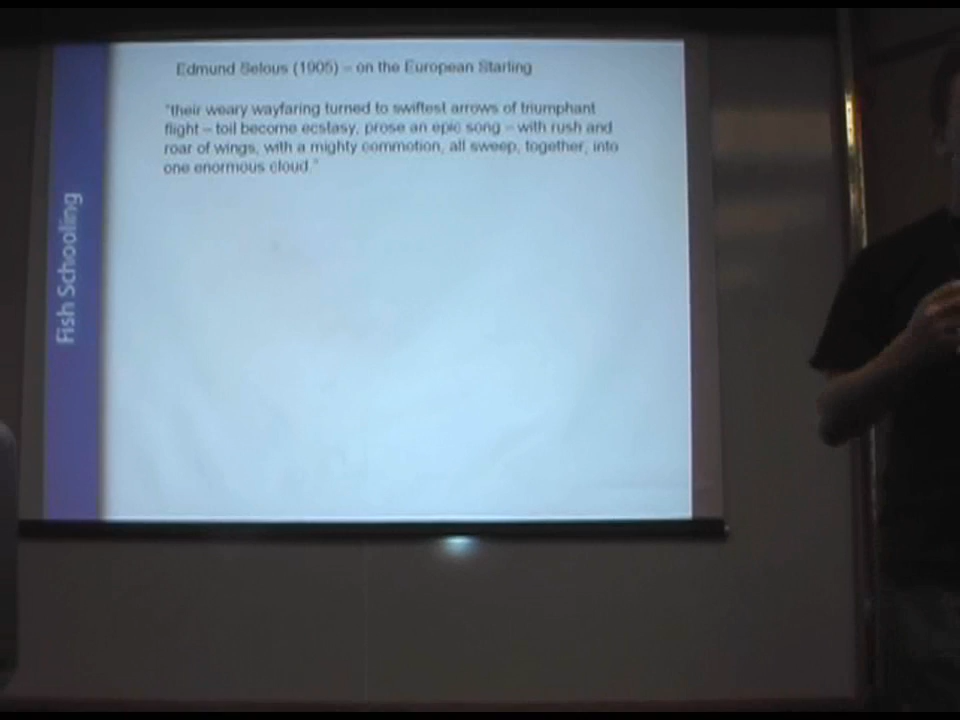 Edmund Selous (1905) – on the European Starling
"their weary wayfaring turned to swiftest arrows of triumphant
flight – toil become ecstasy, prose an epic song – with rush and
roar of wings, with a mighty commotion, all sweep, together, into
one enormous cloud."
Fish Schooling